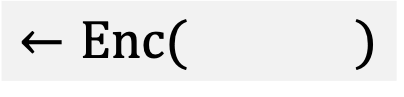 ← Enc( )